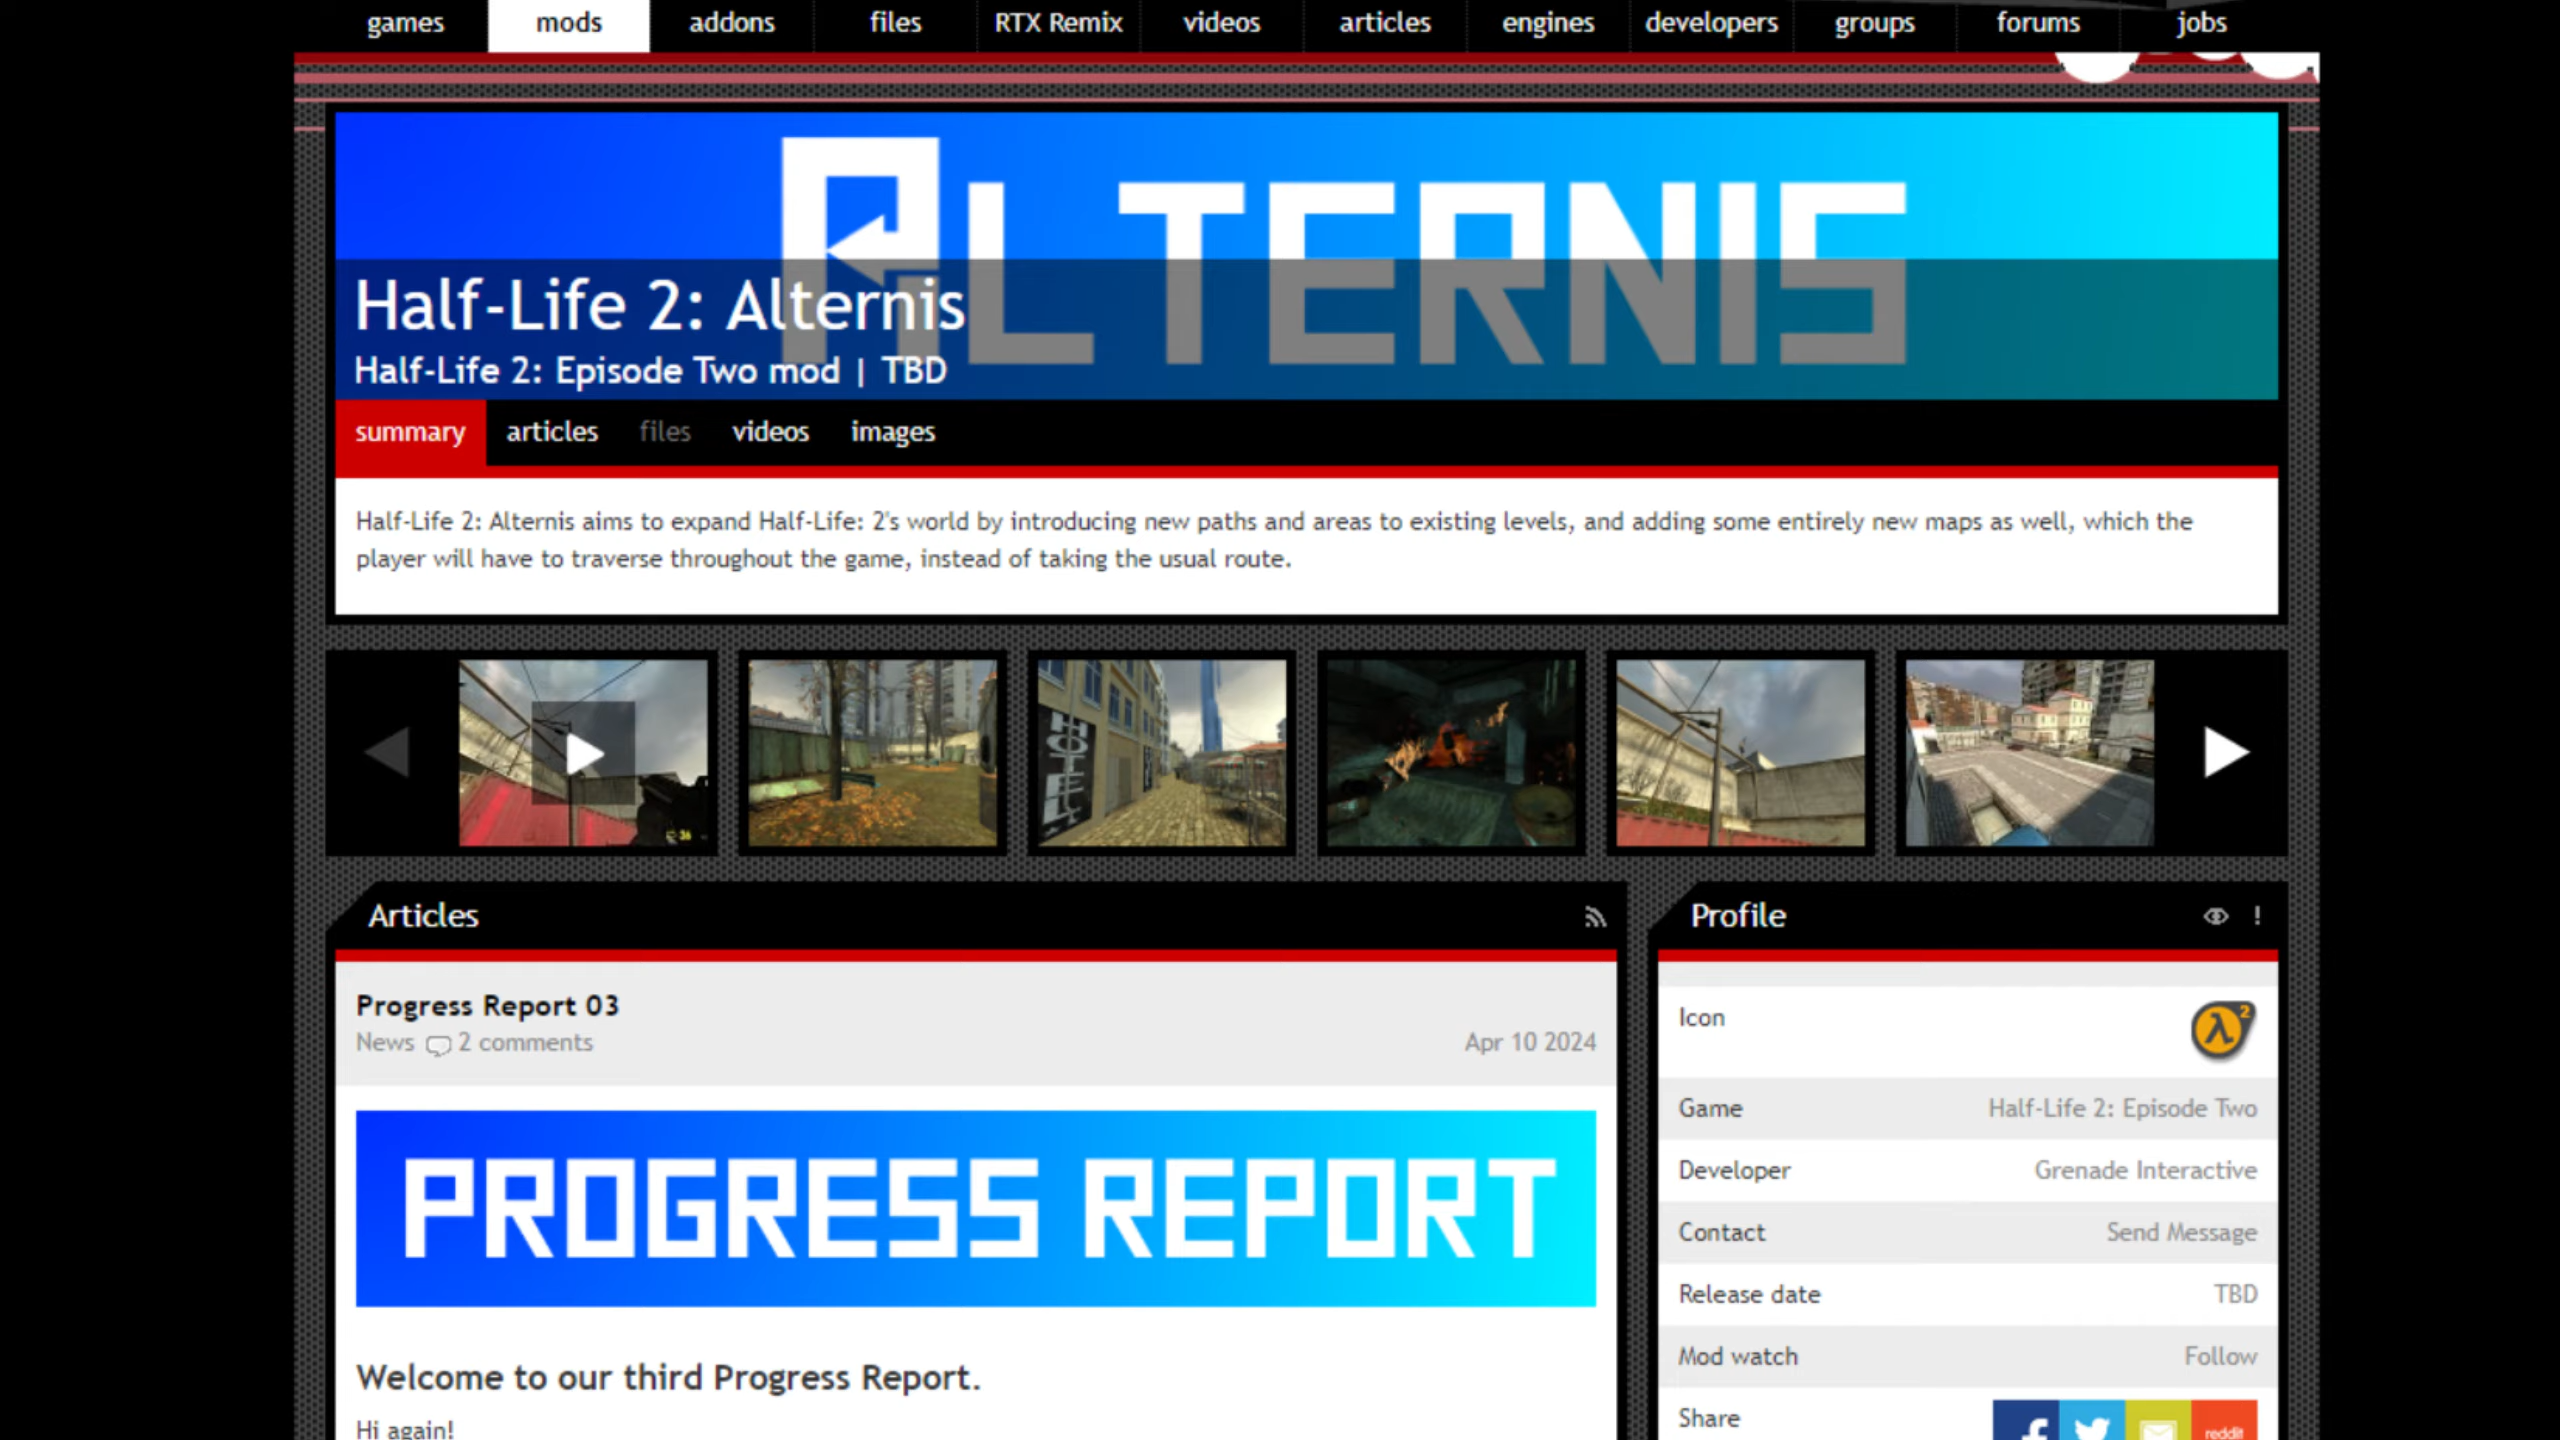 games mods addons files RTX Remix videos articles engines developers groups forums jobs
ALTERNIS
Half-Life 2: Alternis
Half-Life 2: Episode Two mod | TBD
summary articles files videos images
Half-Life 2: Alternis aims to expand Half-Life: 2's world by introducing new paths and areas to existing levels, and adding some entirely new maps as well, which the
player will have to traverse throughout the game, instead of taking the usual route.
36
HOTEL
Articles
Progress Report 03
News 2 comments
Apr 10 2024
PROGRESS REPORT
Welcome to our third Progress Report.
Hi again!
Profile
Icon
λ2
Game Half-Life 2: Episode Two
Developer Grenade Interactive
Contact Send Message
Release date TBD
Mod watch Follow
Share
reddit